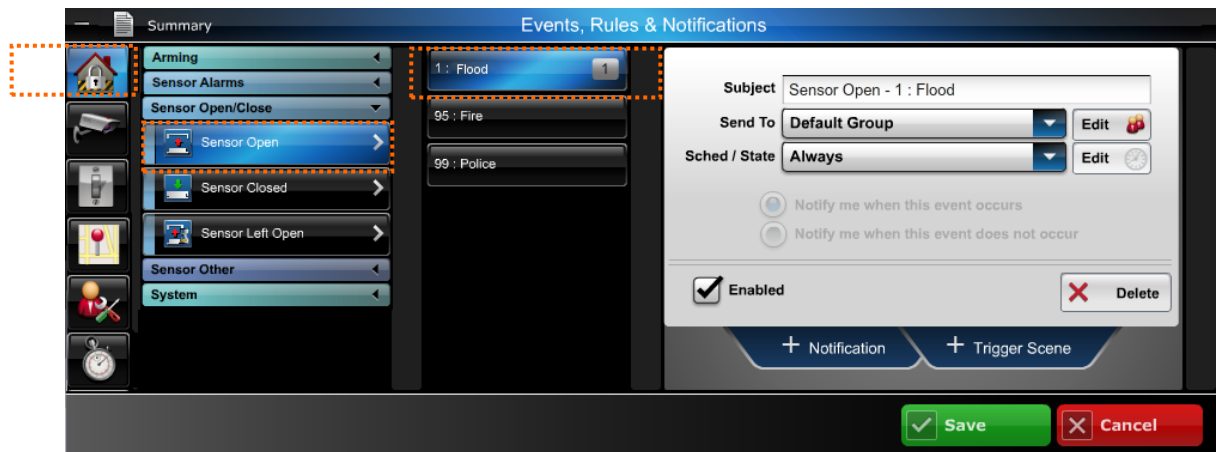 Summary
Events, Rules & Notifications
Arming
Sensor Alarms
Sensor Open/Close
Sensor Open
Sensor Closed
Sensor Left Open
Sensor Other
System
1 : Flood 1
95 : Fire
99 : Police
Subject Sensor Open - 1 : Flood
Send To Default Group Edit
Sched / State Always Edit
Notify me when this event occurs
Notify me when this event does not occur
Enabled Delete
+ Notification + Trigger Scene
Save Cancel